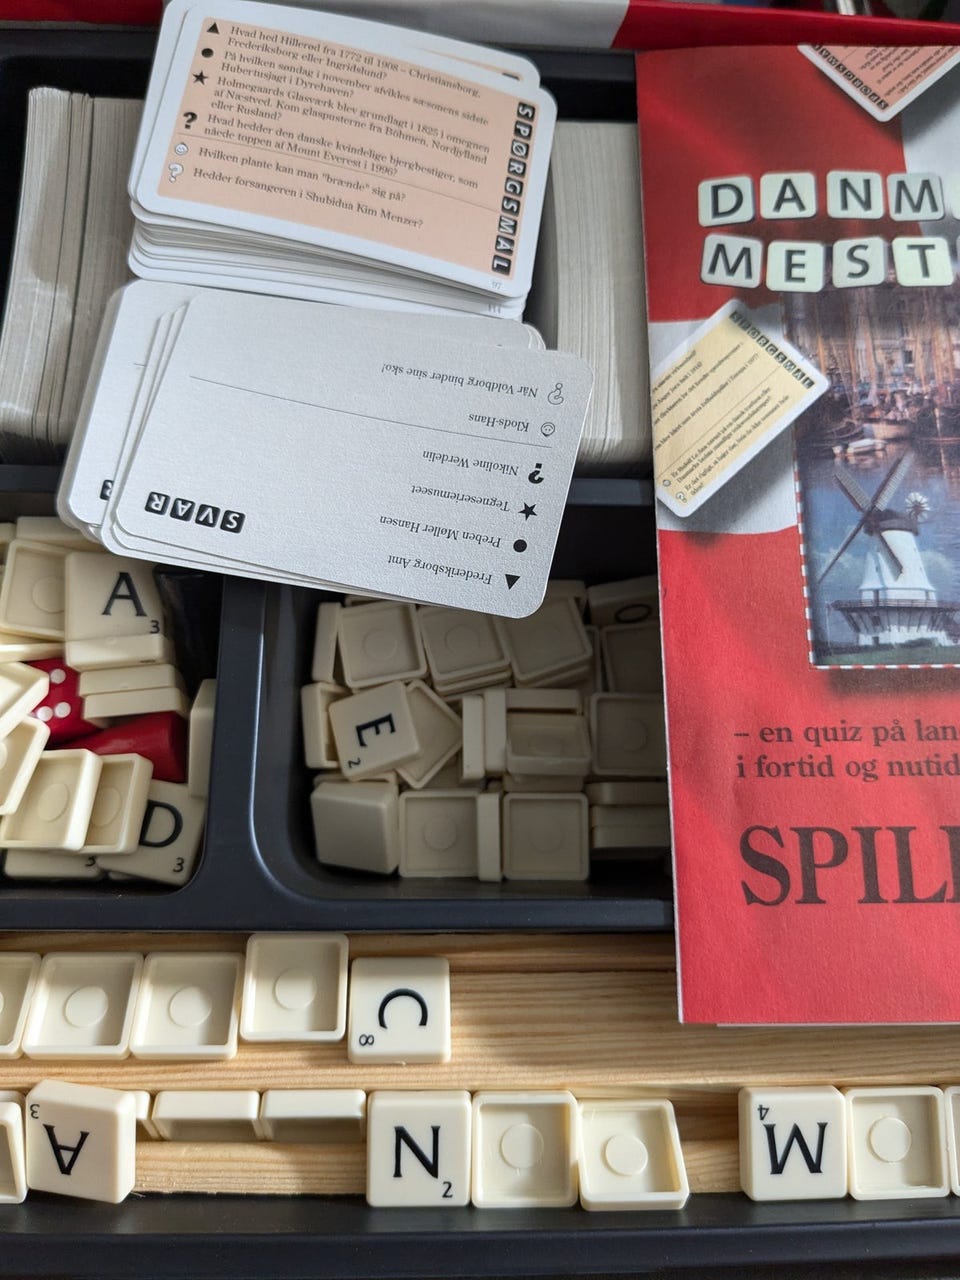 ▲ Hvad hed Hillerød fra 1772 til 1908 – Christiansborg,
Frederiksborg eller Ingridslund?
● På hvilken søndag i november afvikles sæsonens sidste
Hubertusjagt i Dyrehaven?
★ Holmegaards Glasværk blev grundlagt i 1825 i omegnen
af Næstved. Kom glaspusterne fra Böhmen, Nordjylland
eller Rusland?
? Hvad hedder den danske kvindelige bjergbestiger, som
nåede toppen af Mount Everest i 1996?
Hvilken plante kan man "brænde" sig på?
Hedder forsangeren i Shubidua Kim Menzer?
SPØRGSMÅL
97
SVAR
▲ Frederiksborg Amt
● Preben Møller Hansen
★ Tegneseriemuseet
? Nikoline Werdelin
Klods-Hans
Når Voldborg binder sine sko!
SPØRGSMÅL
DANM
MEST
SPØRGSMÅL
– en quiz på lan
i fortid og nutid
SPILL
A 3
D 3
E 2
O
C 8
A 3
N 2
M 4